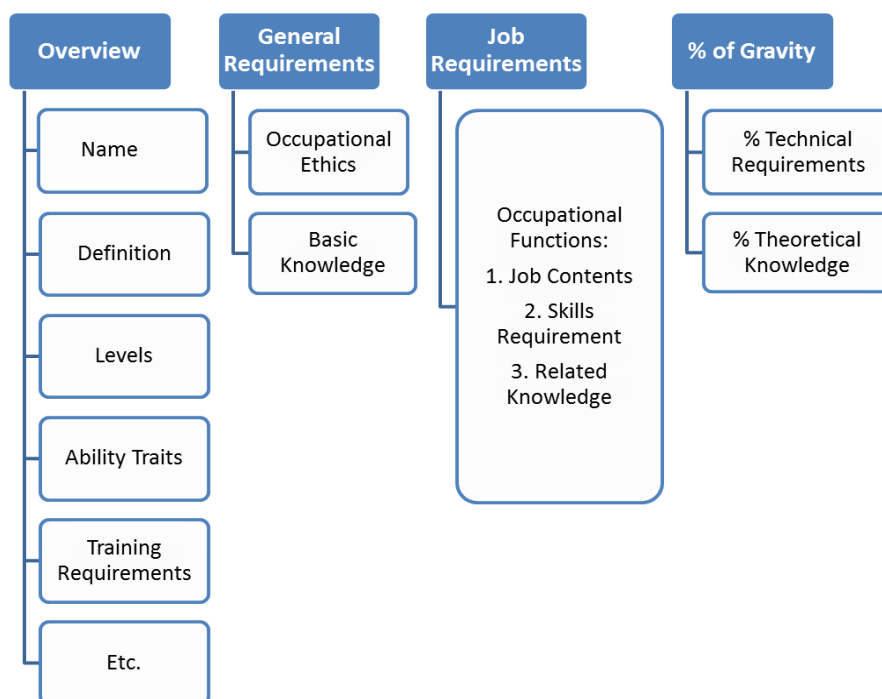 Overview
Name
Definition
Levels
Ability Traits
Training
Requirements
Etc.
General
Requirements
Occupational
Ethics
Basic
Knowledge
Job
Requirements
Occupational
Functions:
1. Job Contents
2. Skills
Requirement
3. Related
Knowledge
% of Gravity
% Technical
Requirements
% Theoretical
Knowledge